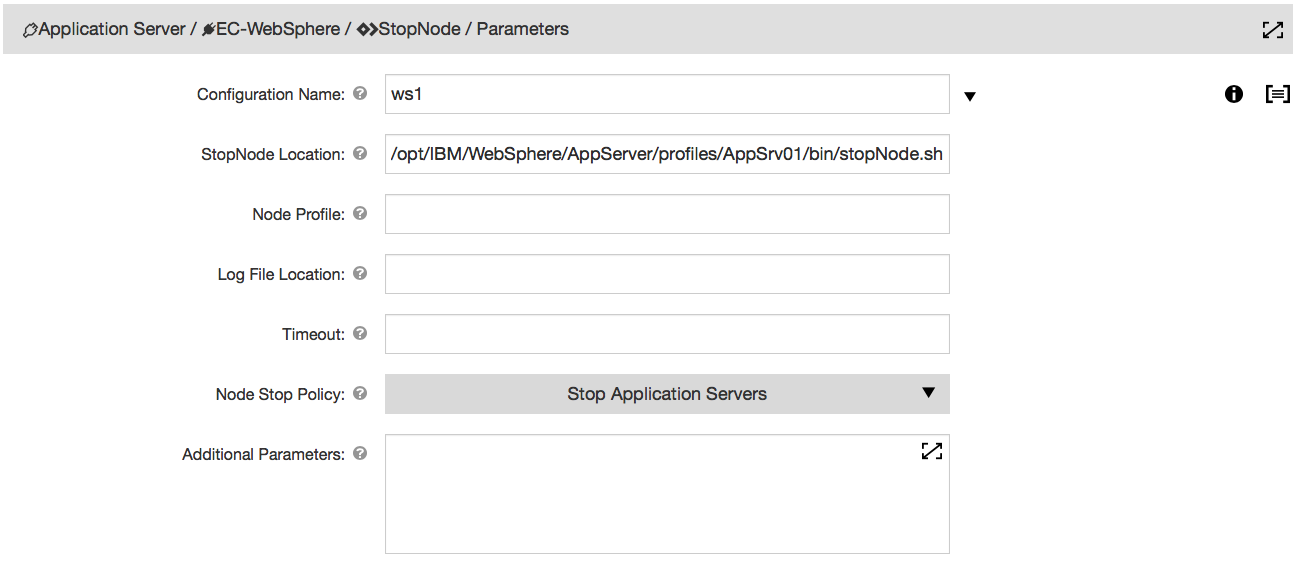 Application Server / EC-WebSphere / StopNode / Parameters
Configuration Name: ws1
StopNode Location: /opt/IBM/WebSphere/AppServer/profiles/AppSrv01/bin/stopNode.sh
Node Profile:
Log File Location:
Timeout:
Node Stop Policy: Stop Application Servers
Additional Parameters: